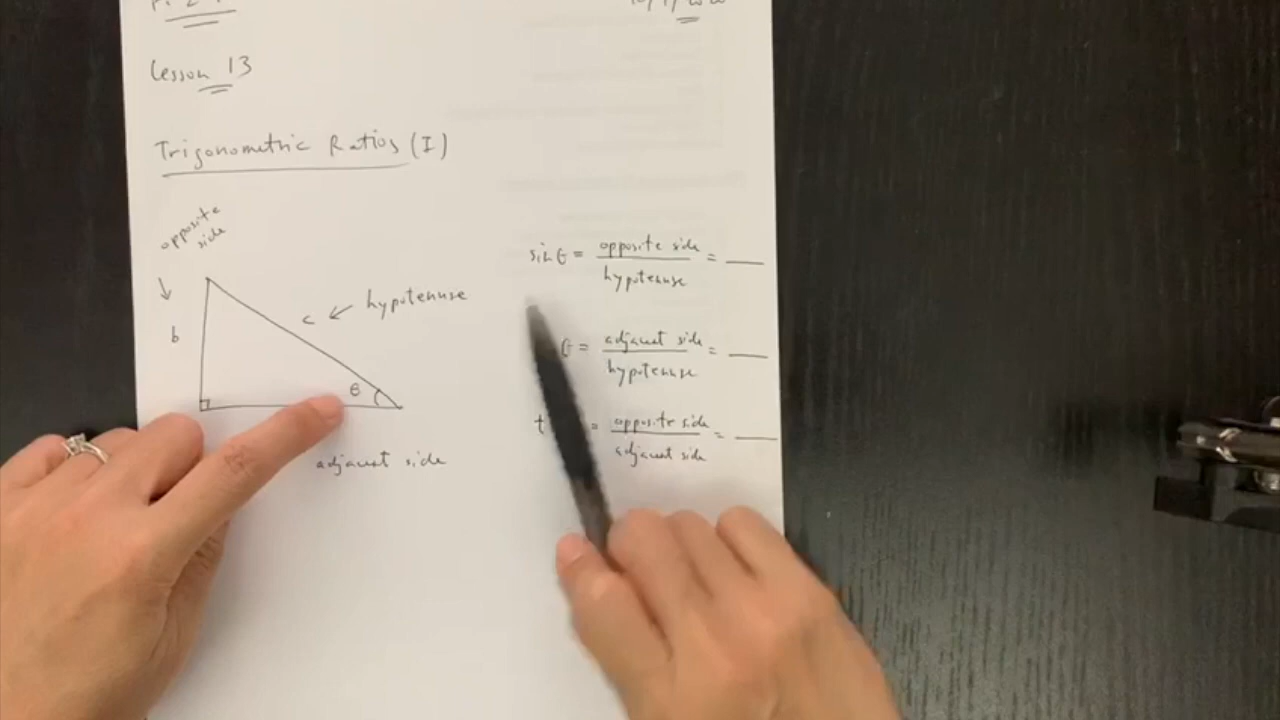 Lesson 13
Trigonometric Ratios (I)
opposite
side
b
c ← hypotenuse
θ
adjacent side
sin θ = opposite side / hypotenuse = ___
θ = adjacent side / hypotenuse = ___
t = opposite side / adjacent side = ___